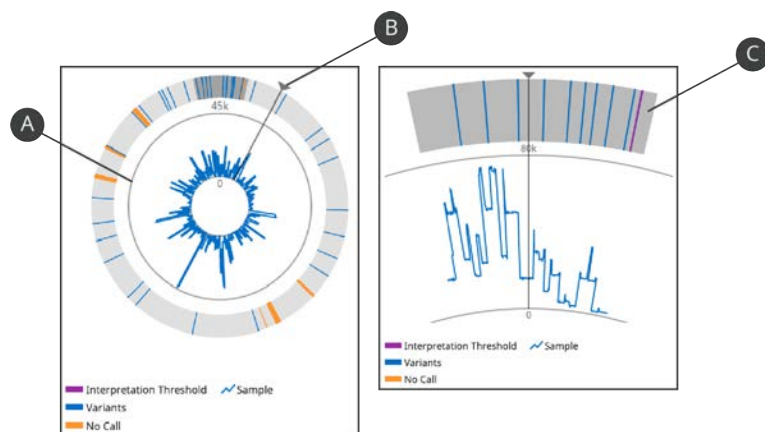 B
C
A
45k
0
80k
0
Interpretation Threshold Sample
Variants
No Call
Interpretation Threshold Sample
Variants
No Call